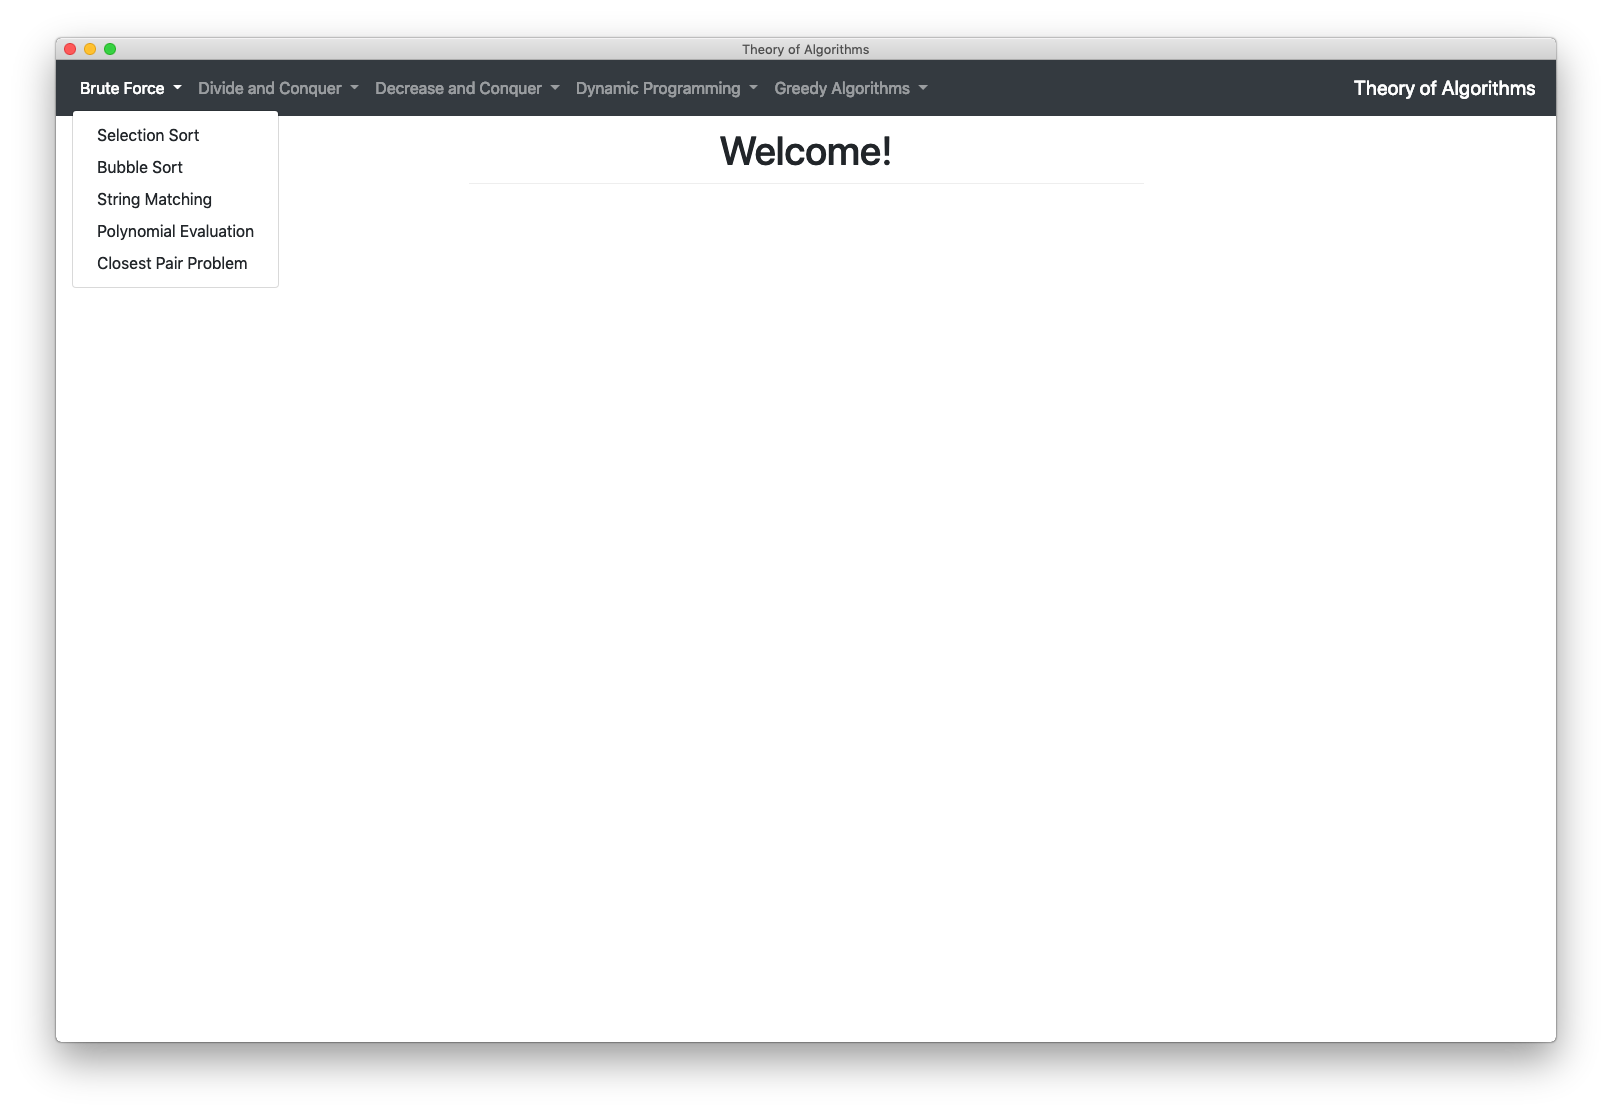 Theory of Algorithms
Brute Force Divide and Conquer Decrease and Conquer Dynamic Programming Greedy Algorithms Theory of Algorithms
Selection Sort
Bubble Sort
String Matching
Polynomial Evaluation
Closest Pair Problem
Welcome!